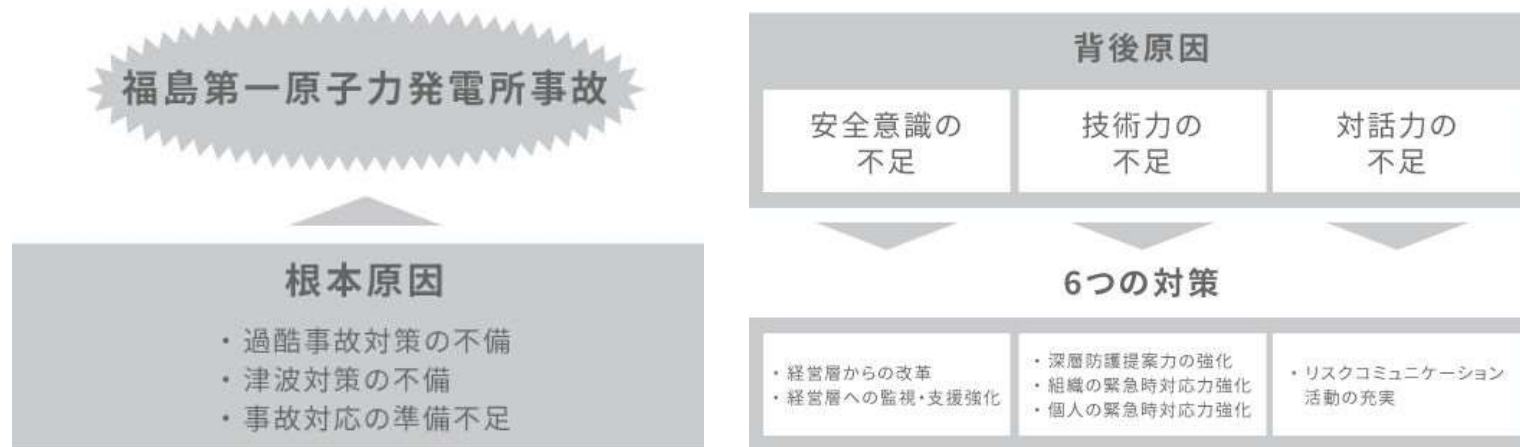 福島第一原子力発電所事故
根本原因
・過酷事故対策の不備
・津波対策の不備
・事故対応の準備不足
背後原因
安全意識の
不足
技術力の
不足
対話力の
不足
6つの対策
・経営層からの改革
・経営層への監視・支援強化
・深層防護提案力の強化
・組織の緊急時対応力強化
・個人の緊急時対応力強化
・リスクコミュニケーション
活動の充実